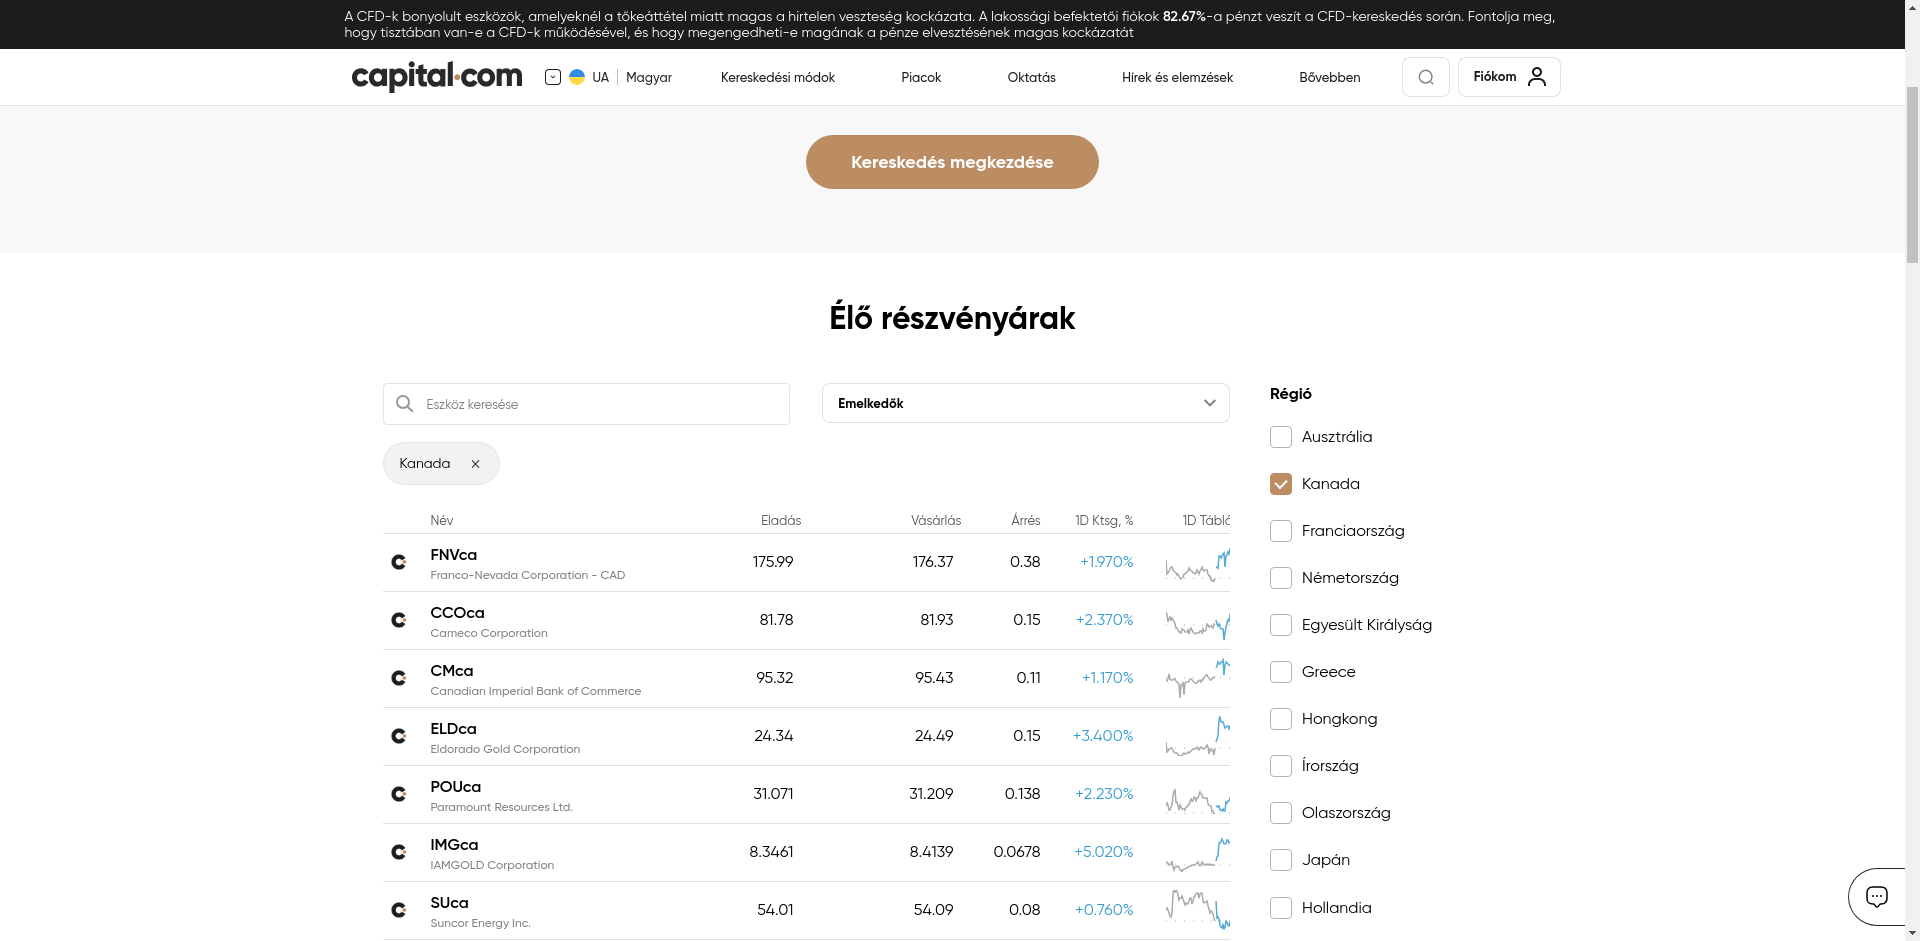 A CFD-k bonyolult eszközök, amelyeknél a tőkeáttétel miatt magas a hirtelen veszteség kockázata. A lakossági befektetői fiókok 82.67%-a pénzt veszít a CFD-kereskedés során. Fontolja meg,
hogy tisztában van-e a CFD-k működésével, és hogy megengedheti-e magának a pénze elvesztésének magas kockázatát
capital.com
UA Magyar
Kereskedési módok
Piacok
Oktatás
Hírek és elemzések
Bővebben
Fiókom
Kereskedés megkezdése
Élő részvényárak
Eszköz keresése
Emelkedők
Kanada
Név Eladás Vásárlás Árrés 1D Ktsg, % 1D Tábl
FNVca 175.99 176.37 0.38 +1.970%
Franco-Nevada Corporation - CAD
CCOca 81.78 81.93 0.15 +2.370%
Cameco Corporation
CMca 95.32 95.43 0.11 +1.170%
Canadian Imperial Bank of Commerce
ELDca 24.34 24.49 0.15 +3.400%
Eldorado Gold Corporation
POUca 31.071 31.209 0.138 +2.230%
Paramount Resources Ltd.
IMGca 8.3461 8.4139 0.0678 +5.020%
IAMGOLD Corporation
SUca 54.01 54.09 0.08 +0.760%
Suncor Energy Inc.
Régió
Ausztrália
Kanada
Franciaország
Németország
Egyesült Királyság
Greece
Hongkong
Írország
Olaszország
Japán
Hollandia